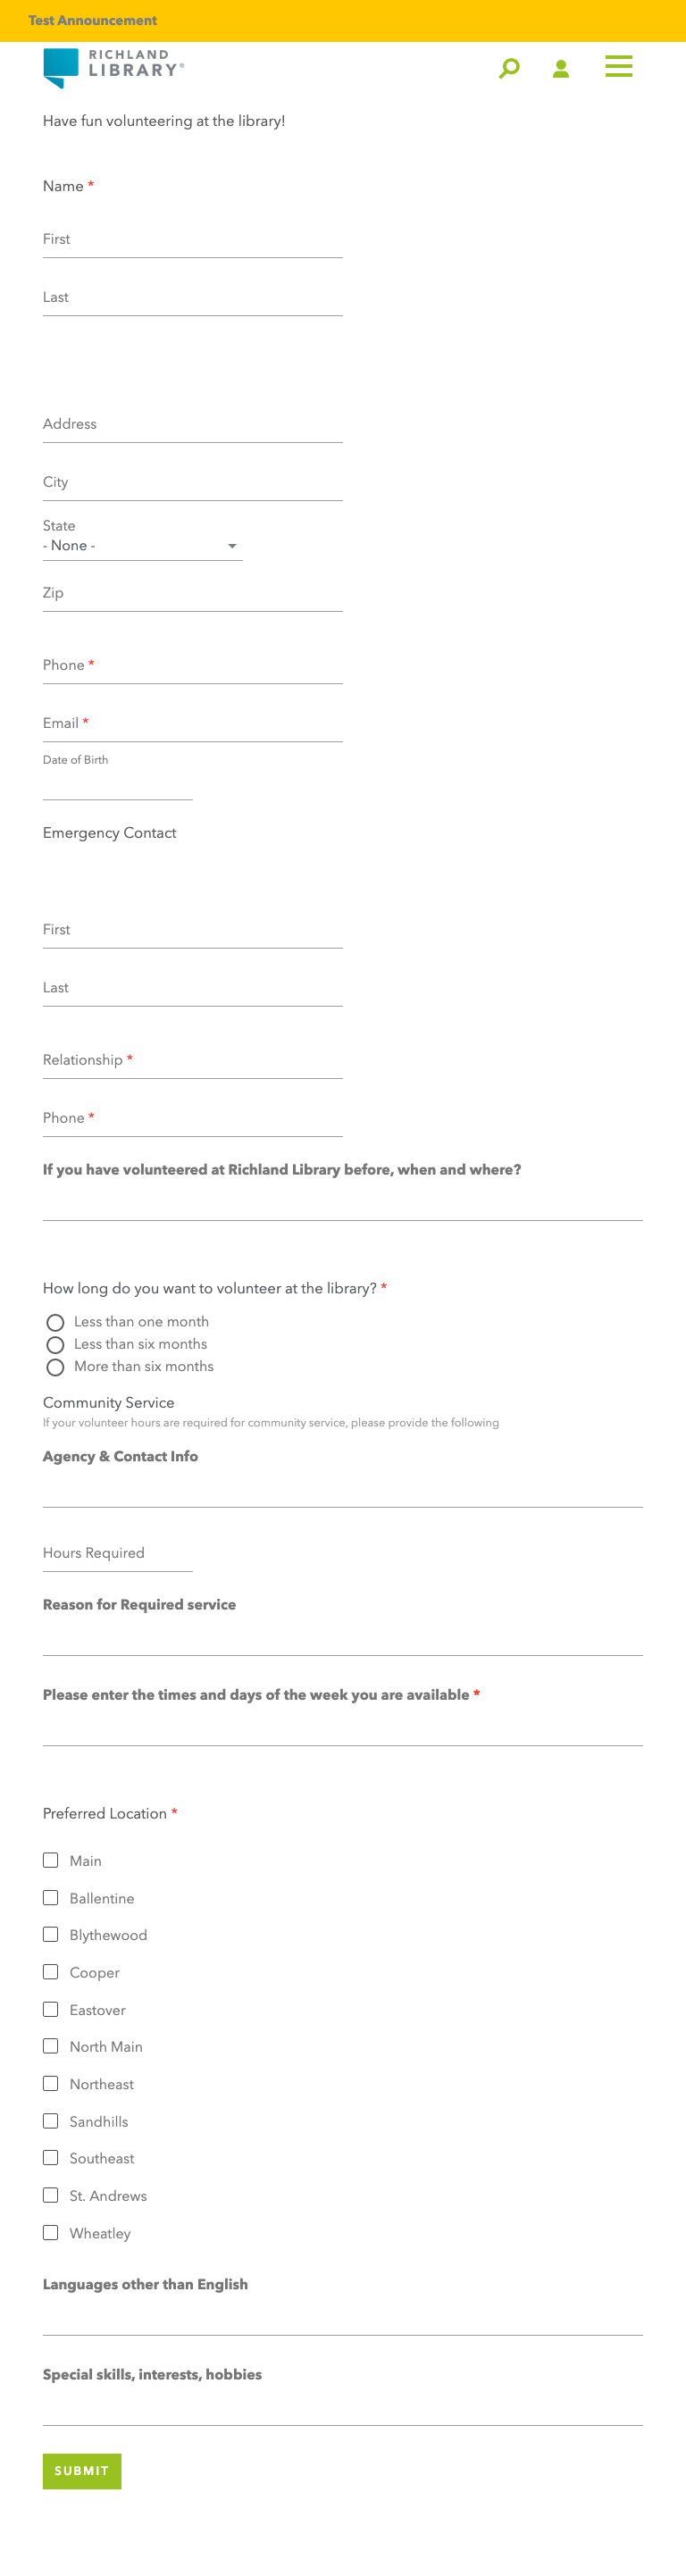 Test Announcement
RICHLAND
LIBRARY®
Have fun volunteering at the library!
Name *
First
Last
Address
City
State
- None -
Zip
Phone *
Email *
Date of Birth
Emergency Contact
First
Last
Relationship *
Phone *
If you have volunteered at Richland Library before, when and where?
How long do you want to volunteer at the library? *
Less than one month
Less than six months
More than six months
Community Service
If your volunteer hours are required for community service, please provide the following
Agency & Contact Info
Hours Required
Reason for Required service
Please enter the times and days of the week you are available *
Preferred Location *
Main
Ballentine
Blythewood
Cooper
Eastover
North Main
Northeast
Sandhills
Southeast
St. Andrews
Wheatley
Languages other than English
Special skills, interests, hobbies
SUBMIT